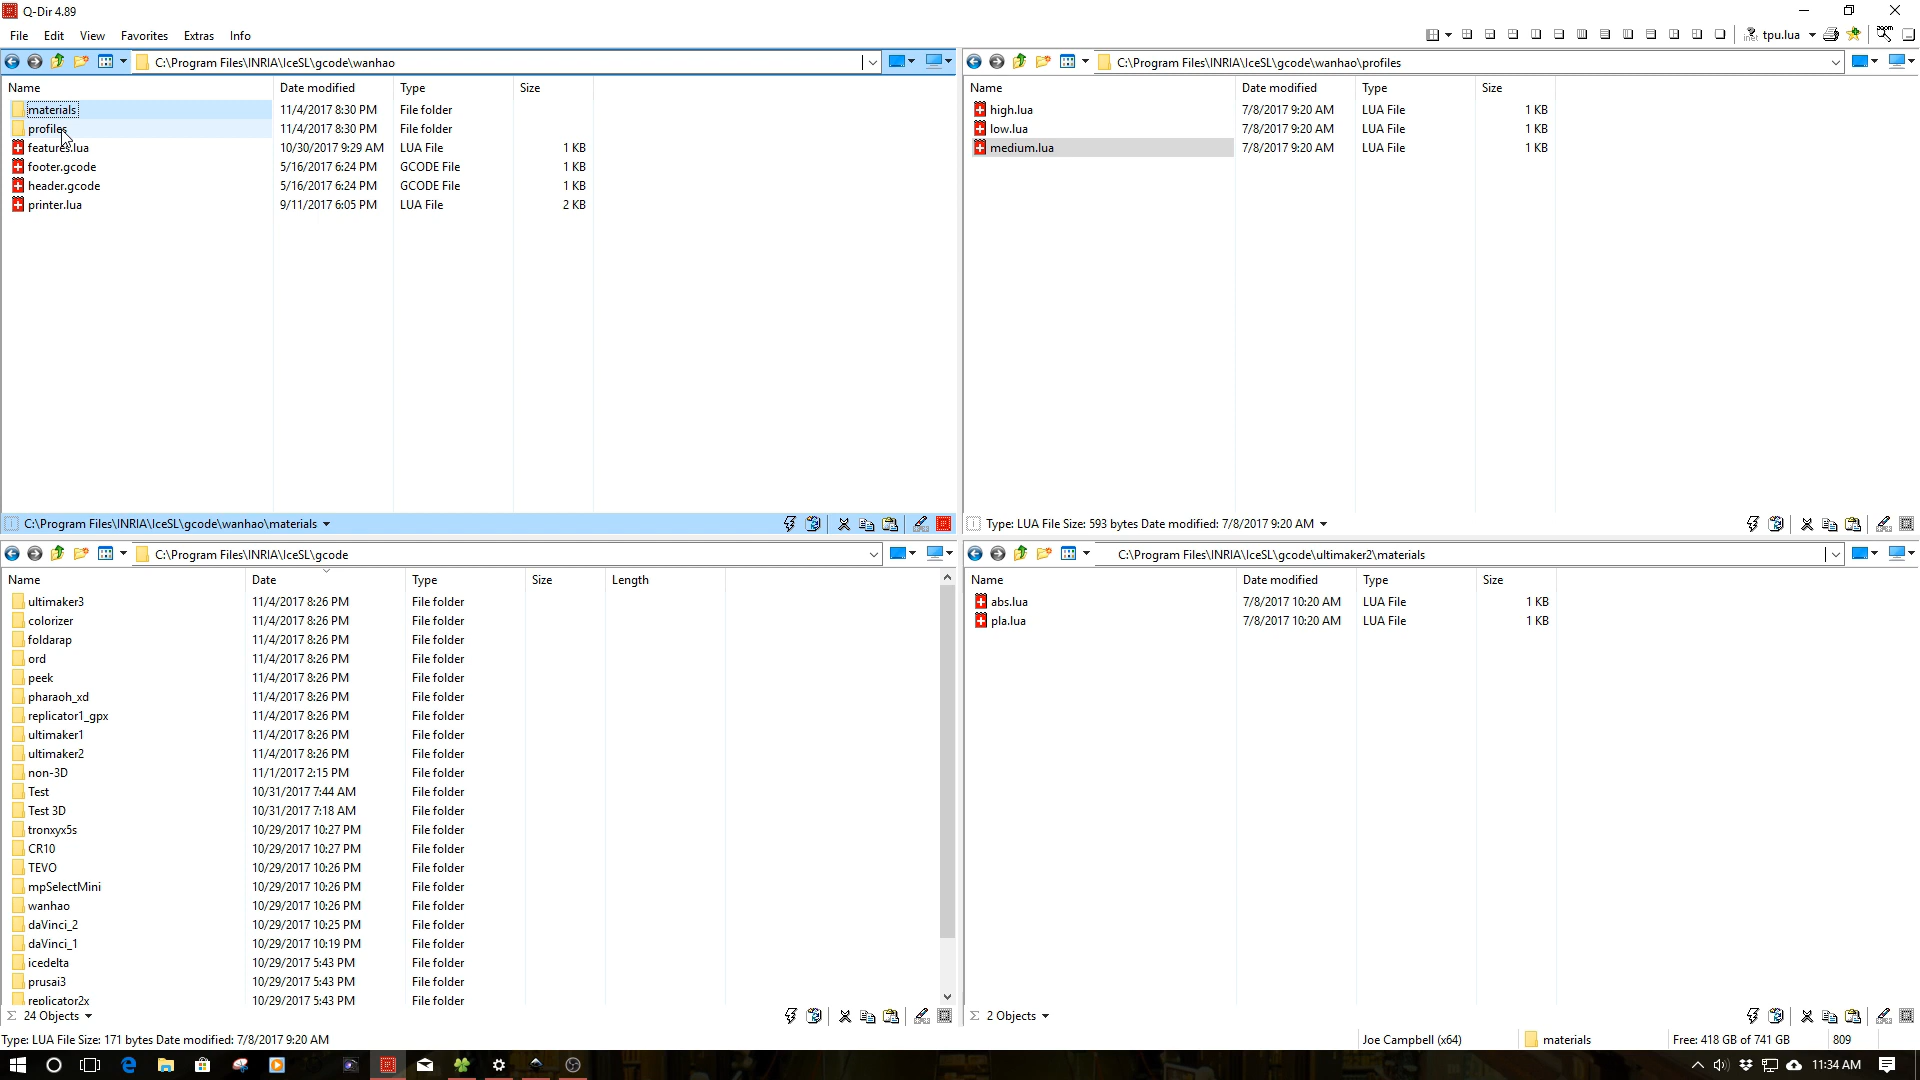 Q-Dir 4.89
File Edit View Favorites Extras Info
tpu.lua
C:\Program Files\INRIA\IceSL\gcode\wanhao
Name Date modified Type Size
materials 11/4/2017 8:30 PM File folder
profiles 11/4/2017 8:30 PM File folder
features.lua 10/30/2017 9:29 AM LUA File 1 KB
footer.gcode 5/16/2017 6:24 PM GCODE File 1 KB
header.gcode 5/16/2017 6:24 PM GCODE File 1 KB
printer.lua 9/11/2017 6:05 PM LUA File 2 KB
C:\Program Files\INRIA\IceSL\gcode\wanhao\materials
C:\Program Files\INRIA\IceSL\gcode\wanhao\profiles
Name Date modified Type Size
high.lua 7/8/2017 9:20 AM LUA File 1 KB
low.lua 7/8/2017 9:20 AM LUA File 1 KB
medium.lua 7/8/2017 9:20 AM LUA File 1 KB
Type: LUA File Size: 593 bytes Date modified: 7/8/2017 9:20 AM
C:\Program Files\INRIA\IceSL\gcode
Name Date Type Size Length
ultimaker3 11/4/2017 8:26 PM File folder
colorizer 11/4/2017 8:26 PM File folder
foldarap 11/4/2017 8:26 PM File folder
ord 11/4/2017 8:26 PM File folder
peek 11/4/2017 8:26 PM File folder
pharaoh_xd 11/4/2017 8:26 PM File folder
replicator1_gpx 11/4/2017 8:26 PM File folder
ultimaker1 11/4/2017 8:26 PM File folder
ultimaker2 11/4/2017 8:26 PM File folder
non-3D 11/1/2017 2:15 PM File folder
Test 10/31/2017 7:44 AM File folder
Test 3D 10/31/2017 7:18 AM File folder
tronxyx5s 10/29/2017 10:27 PM File folder
CR10 10/29/2017 10:27 PM File folder
TEVO 10/29/2017 10:26 PM File folder
mpSelectMini 10/29/2017 10:26 PM File folder
wanhao 10/29/2017 10:26 PM File folder
daVinci_2 10/29/2017 10:25 PM File folder
daVinci_1 10/29/2017 10:19 PM File folder
icedelta 10/29/2017 5:43 PM File folder
prusai3 10/29/2017 5:43 PM File folder
replicator2x 10/29/2017 5:43 PM File folder
24 Objects
C:\Program Files\INRIA\IceSL\gcode\ultimaker2\materials
Name Date modified Type Size
abs.lua 7/8/2017 10:20 AM LUA File 1 KB
pla.lua 7/8/2017 10:20 AM LUA File 1 KB
2 Objects
Type: LUA File Size: 171 bytes Date modified: 7/8/2017 9:20 AM
Joe Campbell (x64) materials Free: 418 GB of 741 GB 809
11:34 AM